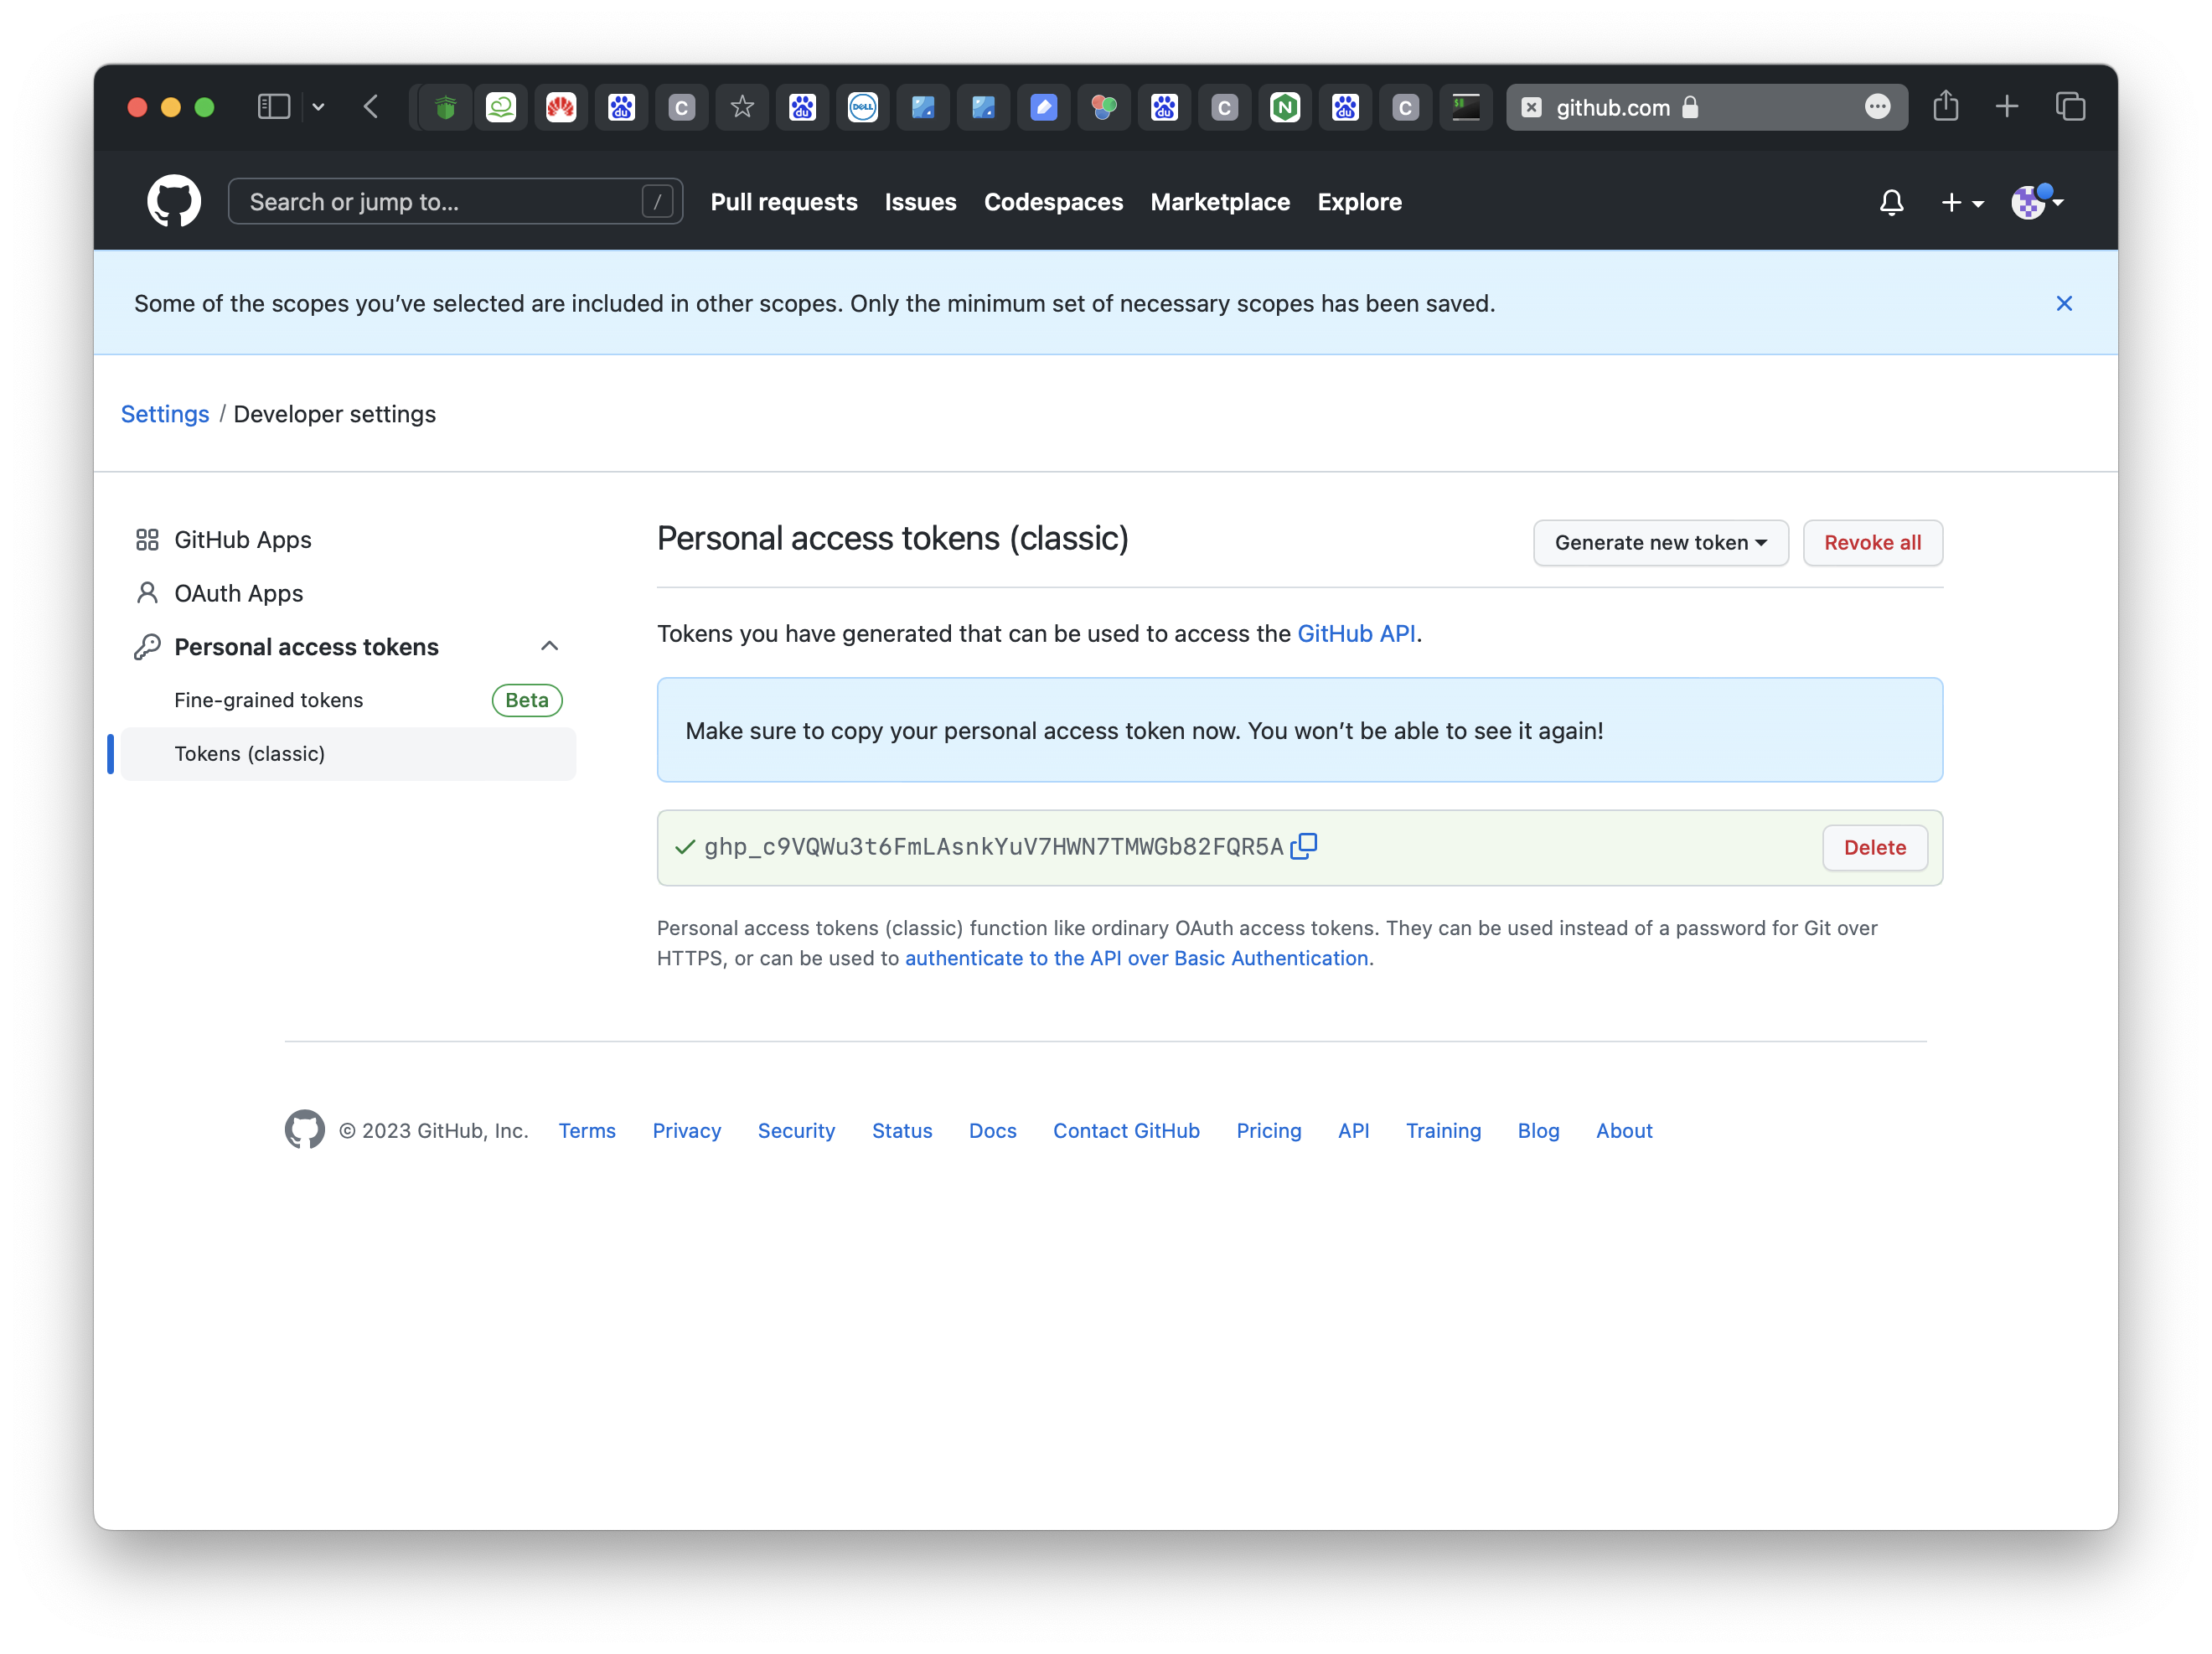 github.com
Search or jump to... /
Pull requests Issues Codespaces Marketplace Explore
Some of the scopes you’ve selected are included in other scopes. Only the minimum set of necessary scopes has been saved.
Settings / Developer settings
GitHub Apps
OAuth Apps
Personal access tokens
Fine-grained tokens Beta
Tokens (classic)
Personal access tokens (classic)
Generate new token
Revoke all
Tokens you have generated that can be used to access the GitHub API.
Make sure to copy your personal access token now. You won’t be able to see it again!
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
Delete
Personal access tokens (classic) function like ordinary OAuth access tokens. They can be used instead of a password for Git over
HTTPS, or can be used to authenticate to the API over Basic Authentication.
© 2023 GitHub, Inc. Terms Privacy Security Status Docs Contact GitHub Pricing API Training Blog About